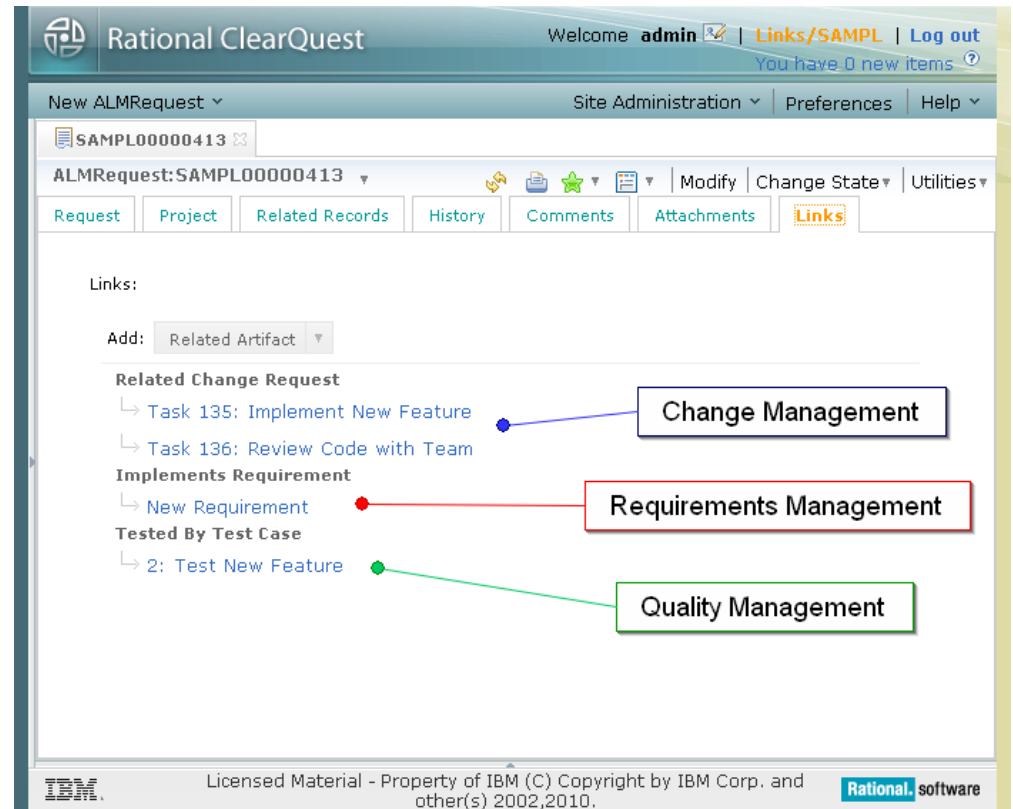 Rational ClearQuest
Welcome admin | Links/SAMPL | Log out
You have 0 new items
New ALMRequest
Site Administration | Preferences | Help
SAMPL00000413
ALMRequest:SAMPL00000413
Modify | Change State | Utilities
Request Project Related Records History Comments Attachments Links
Links:
Add: Related Artifact
Related Change Request
Task 135: Implement New Feature
Change Management
Task 136: Review Code with Team
Implements Requirement
New Requirement
Requirements Management
Tested By Test Case
2: Test New Feature
Quality Management
IBM.
Licensed Material - Property of IBM (C) Copyright by IBM Corp. and
other(s) 2002,2010.
Rational. software